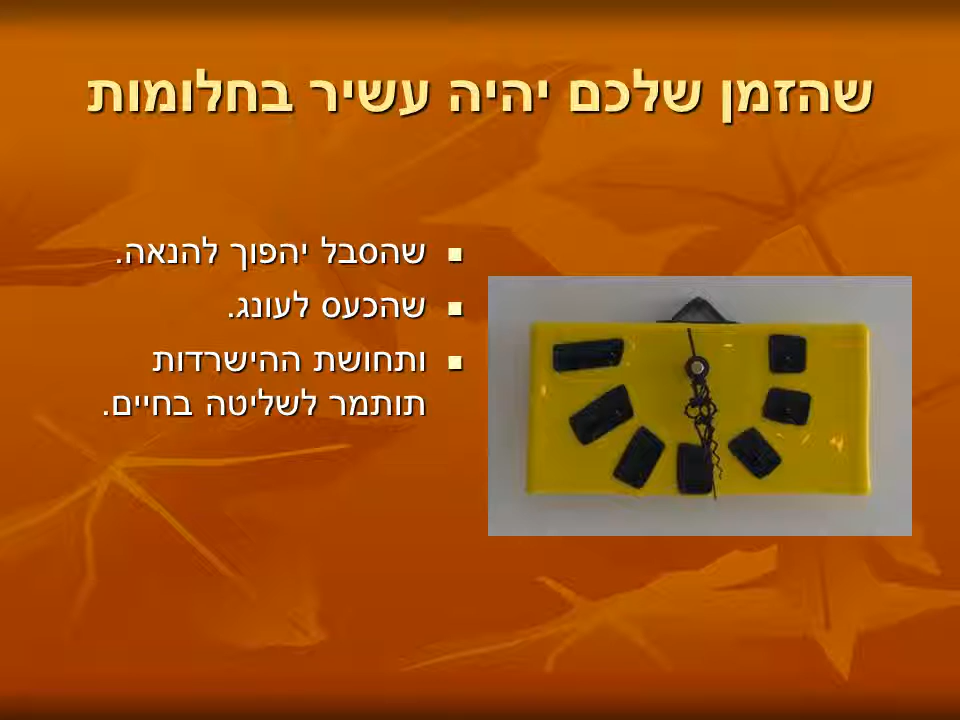 שהזמן שלכם יהיה עשיר בחלומות
שהסבל יהפוך להנאה.
שהכעס לעונג.
ותחושת ההישרדות
תותמר לשליטה בחיים.